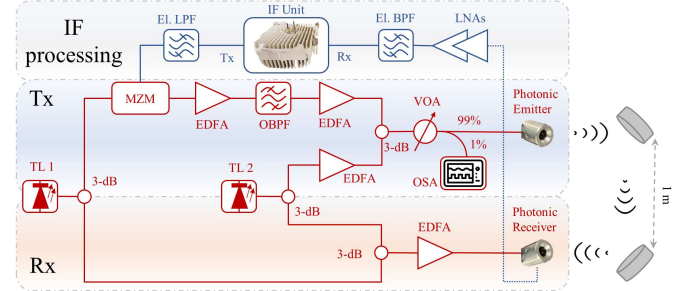 IF
processing
El. LPF
Tx
IF Unit
Rx
El. BPF
LNAs
Tx
MZM
EDFA
OBPF
EDFA
VOA
99%
1%
Photonic
Emitter
3-dB
EDFA
OSA
TL 1
3-dB
TL 2
3-dB
1 m
Rx
3-dB
EDFA
Photonic
Receiver